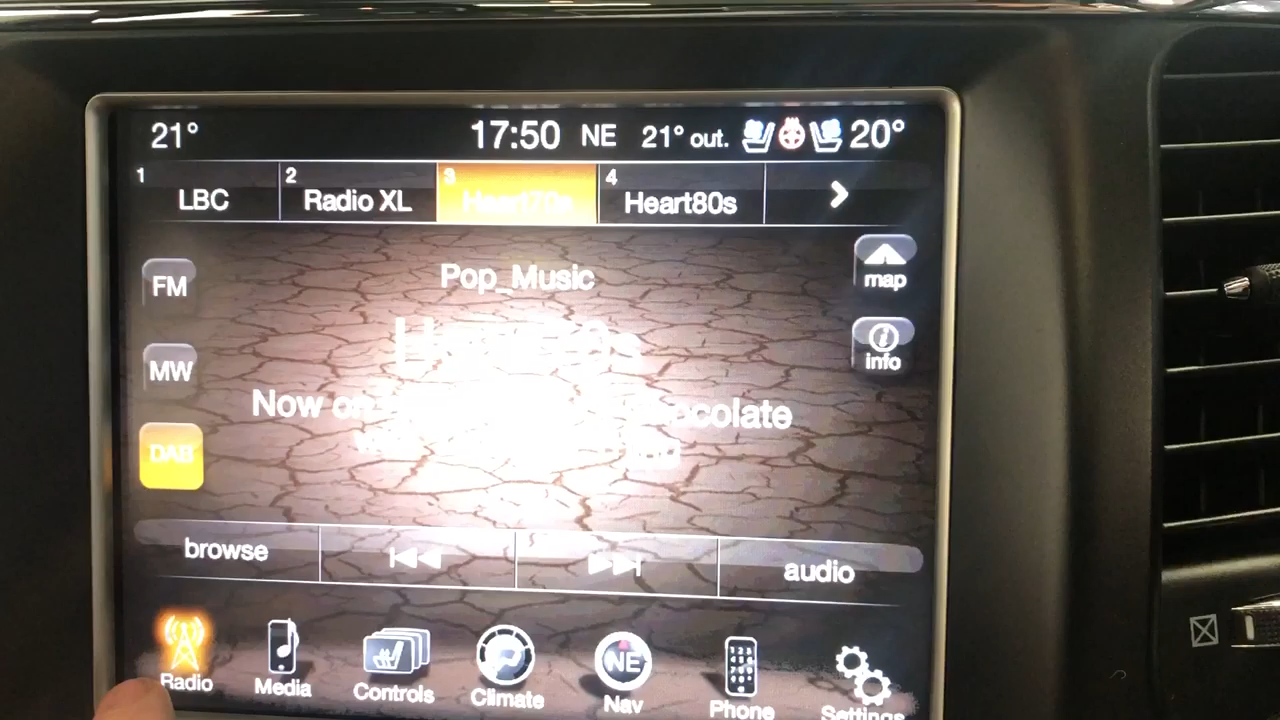 21° 17:50 NE 21° out. 20°
1 LBC 2 Radio XL 3 Heart70s 4 Heart80s
Pop_Music
map
FM
info
MW
Now on
DAB
browse audio
Radio Media Controls Climate NE Nav Phone Settings